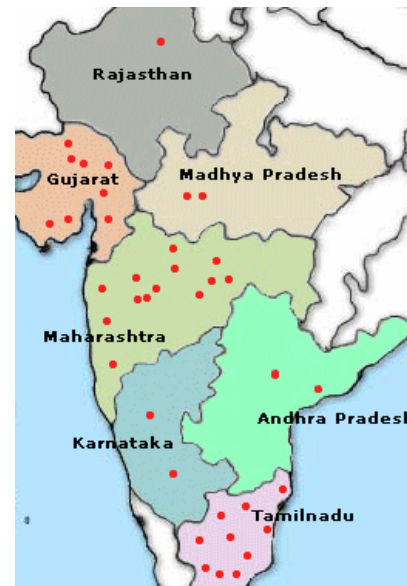 Rajasthan
Gujarat
Madhya Pradesh
Maharashtra
Karnataka
Andhra Pradesh
Tamilnadu